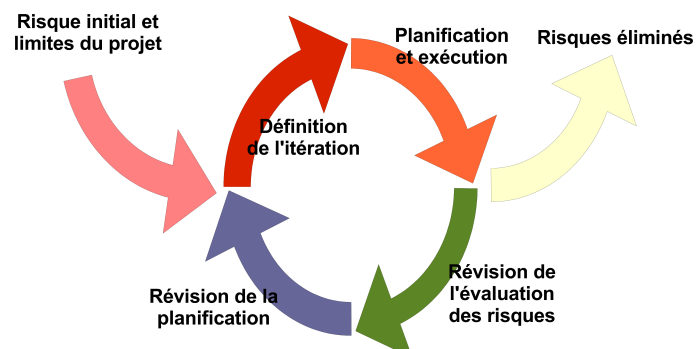 Risque initial et
limites du projet
Planification
et exécution
Risques éliminés
Définition
de l'itération
Révision de
l'évaluation
des risques
Révision de la
planification